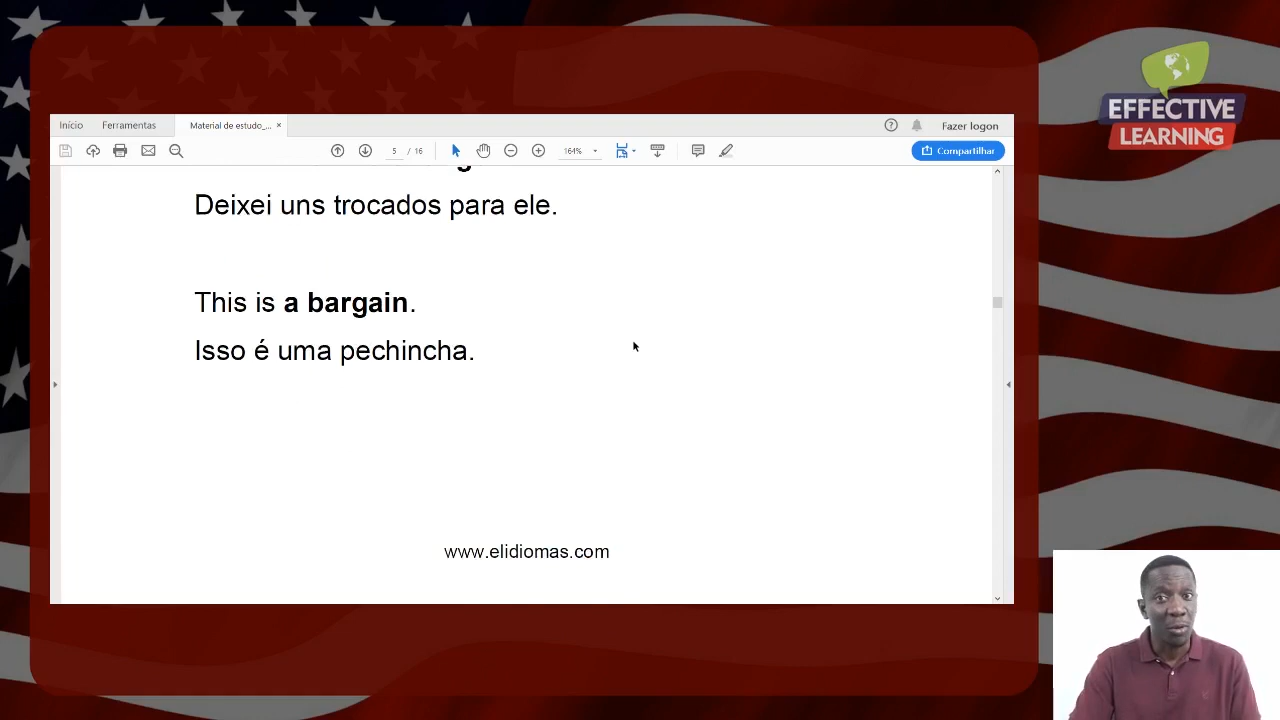 EFFECTIVE
LEARNING
Início Ferramentas Material de estudo_... ×
Fazer logon
5 / 16
164%
Compartilhar
Deixei uns trocados para ele.
This is a bargain.
Isso é uma pechincha.
www.elidiomas.com